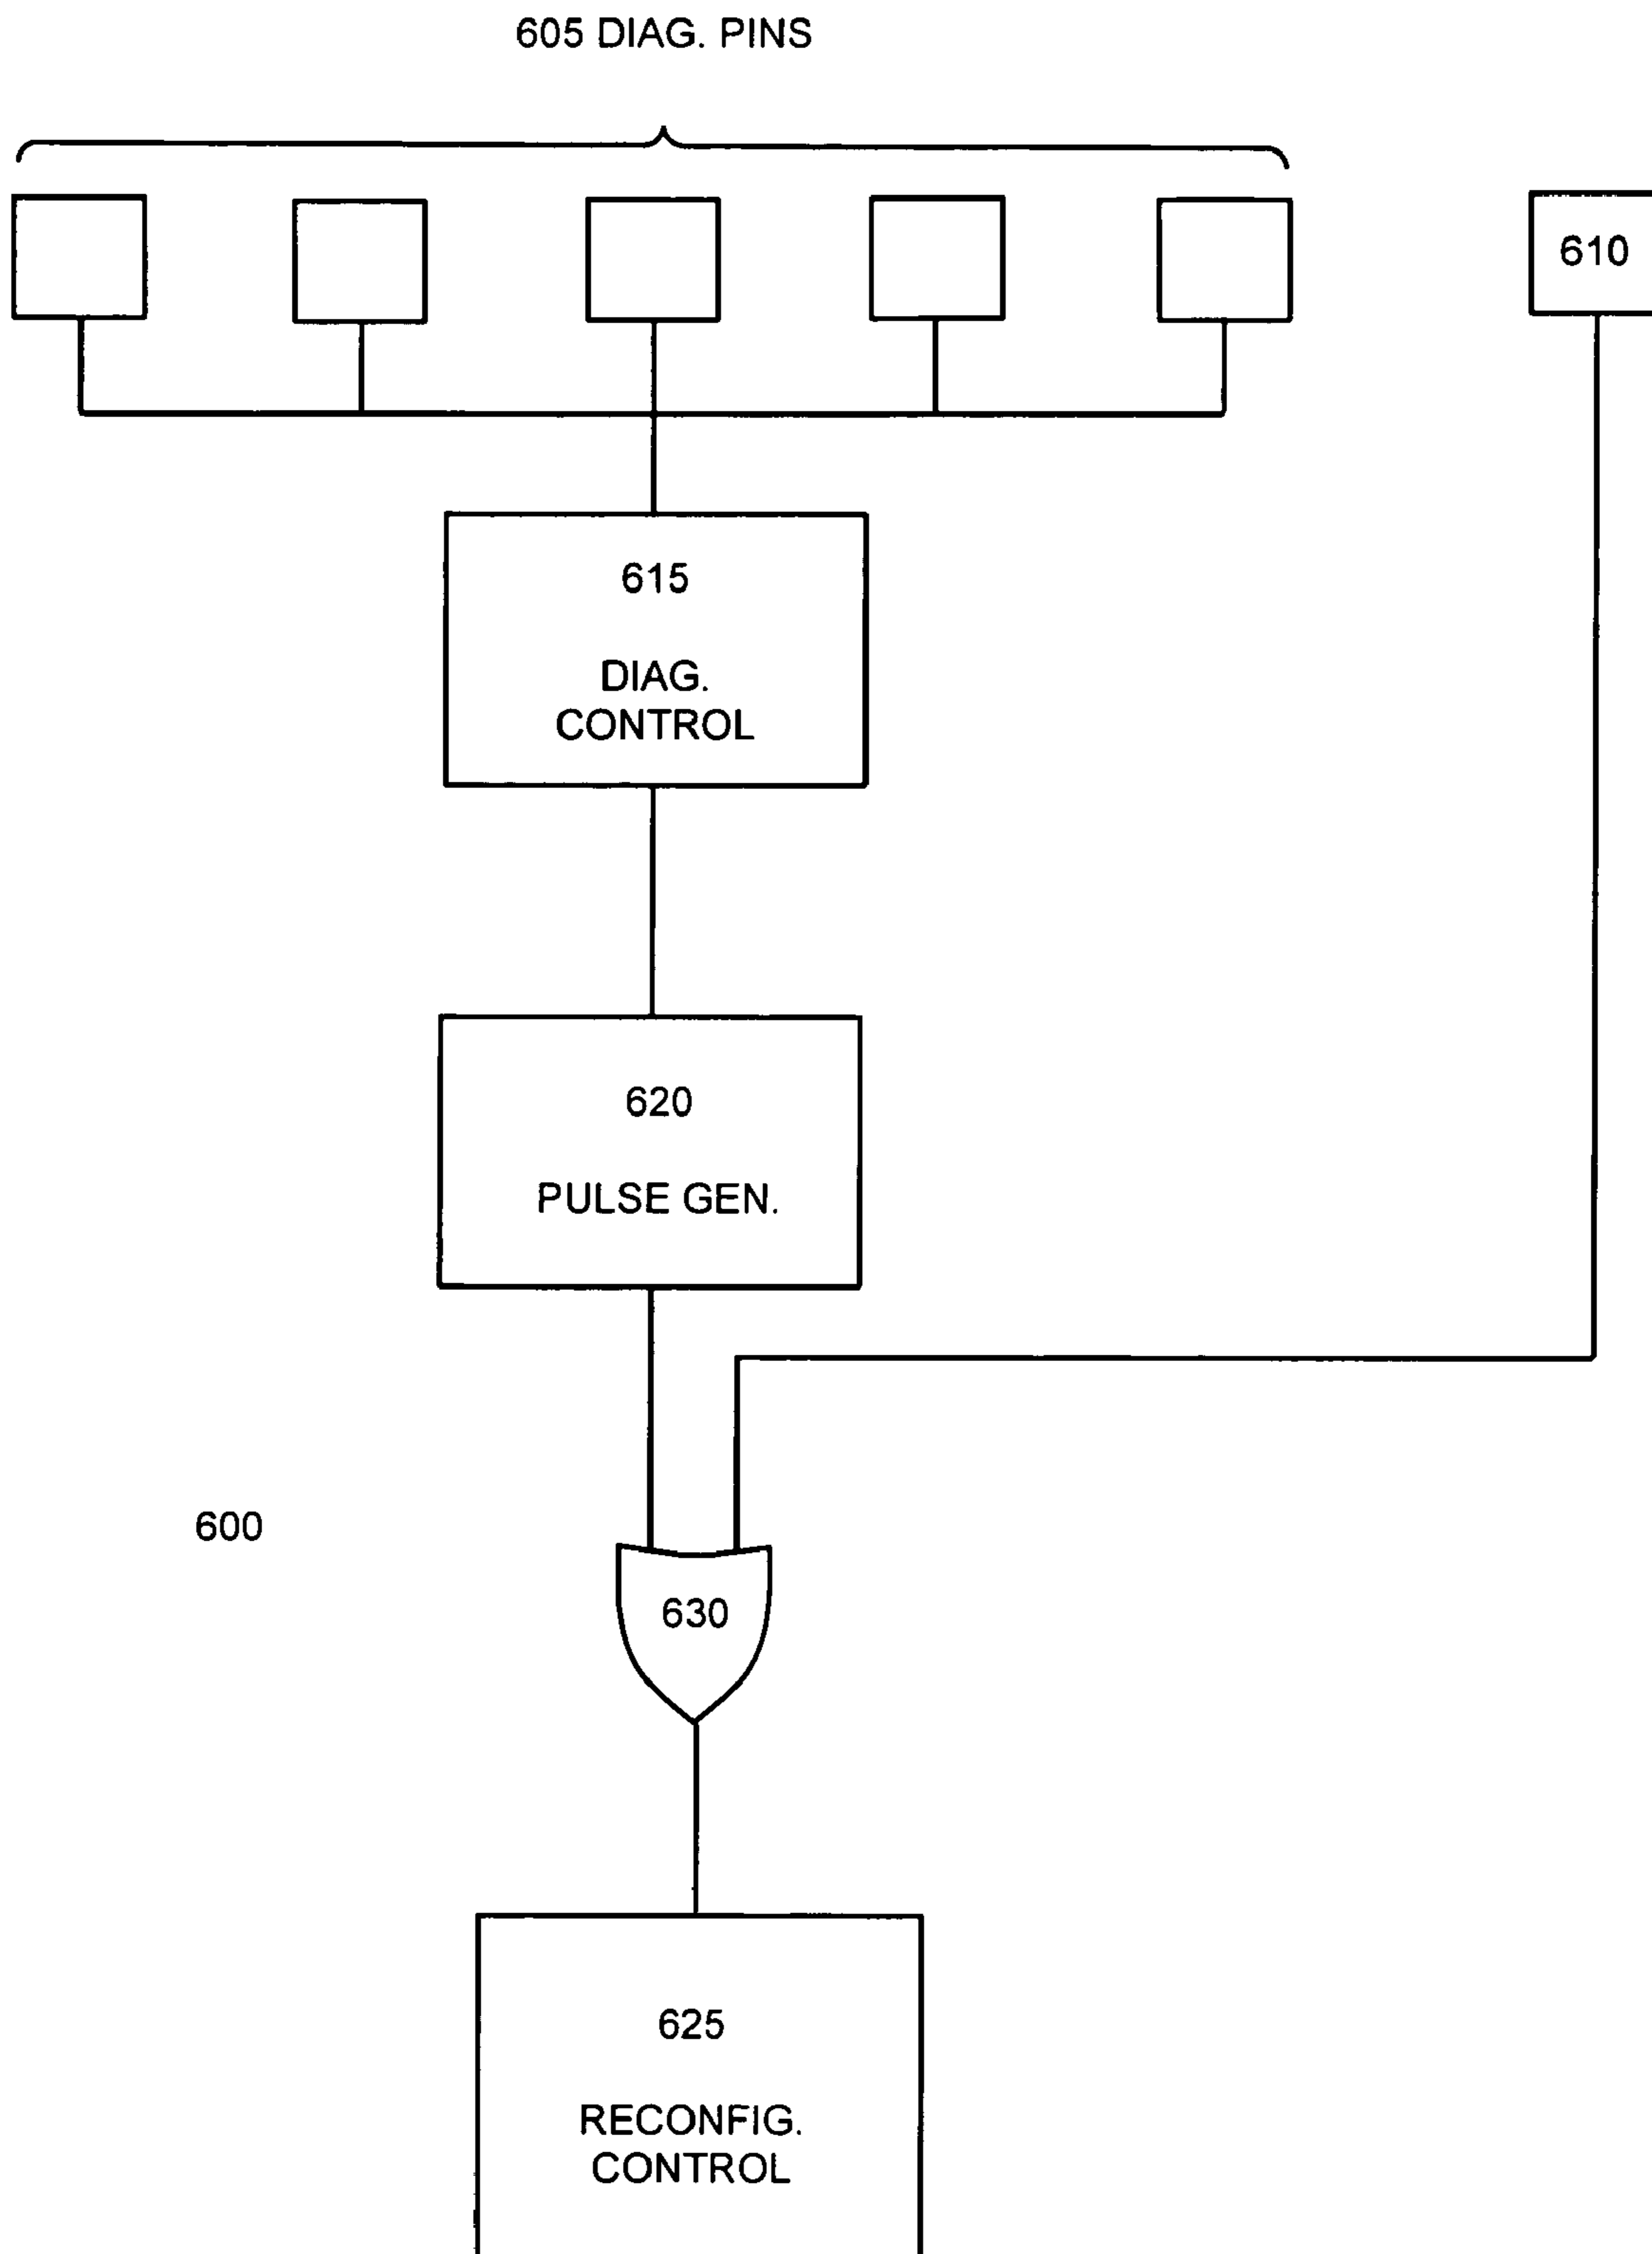 605 DIAG. PINS
610
615
DIAG.
CONTROL
620
PULSE GEN.
600
630
625
RECONFIG.
CONTROL